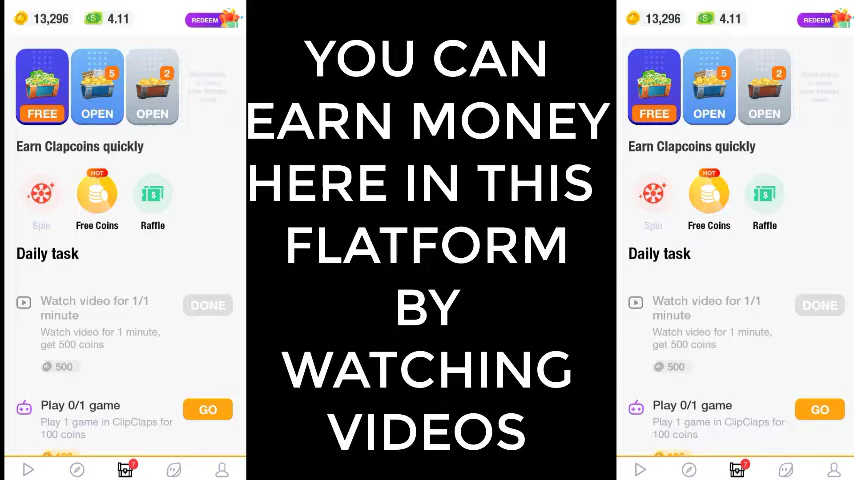 13,296 4.11 REDEEM
5 2
FREE OPEN OPEN
Earn Clapcoins quickly
HOT
Spin Free Coins Raffle
Daily task
Watch video for 1/1
minute
DONE
Watch video for 1 minute,
get 500 coins
500
Play 0/1 game
GO
Play 1 game in ClipClaps for
100 coins
7
YOU CAN
EARN MONEY
HERE IN THIS
FLATFORM
BY
WATCHING
VIDEOS
13,296 4.11 REDEEM
5 2
FREE OPEN OPEN
Earn Clapcoins quickly
HOT
Spin Free Coins Raffle
Daily task
Watch video for 1/1
minute
DONE
Watch video for 1 minute,
get 500 coins
500
Play 0/1 game
GO
Play 1 game in ClipClaps for
100 coins
7